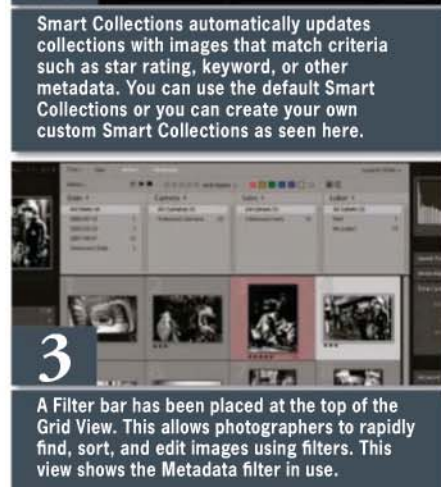 Smart Collections automatically updates
collections with images that match criteria
such as star rating, keyword, or other
metadata. You can use the default Smart
Collections or you can create your own
custom Smart Collections as seen here.
3
A Filter bar has been placed at the top of the
Grid View. This allows photographers to rapidly
find, sort, and edit images using filters. This
view shows the Metadata filter in use.